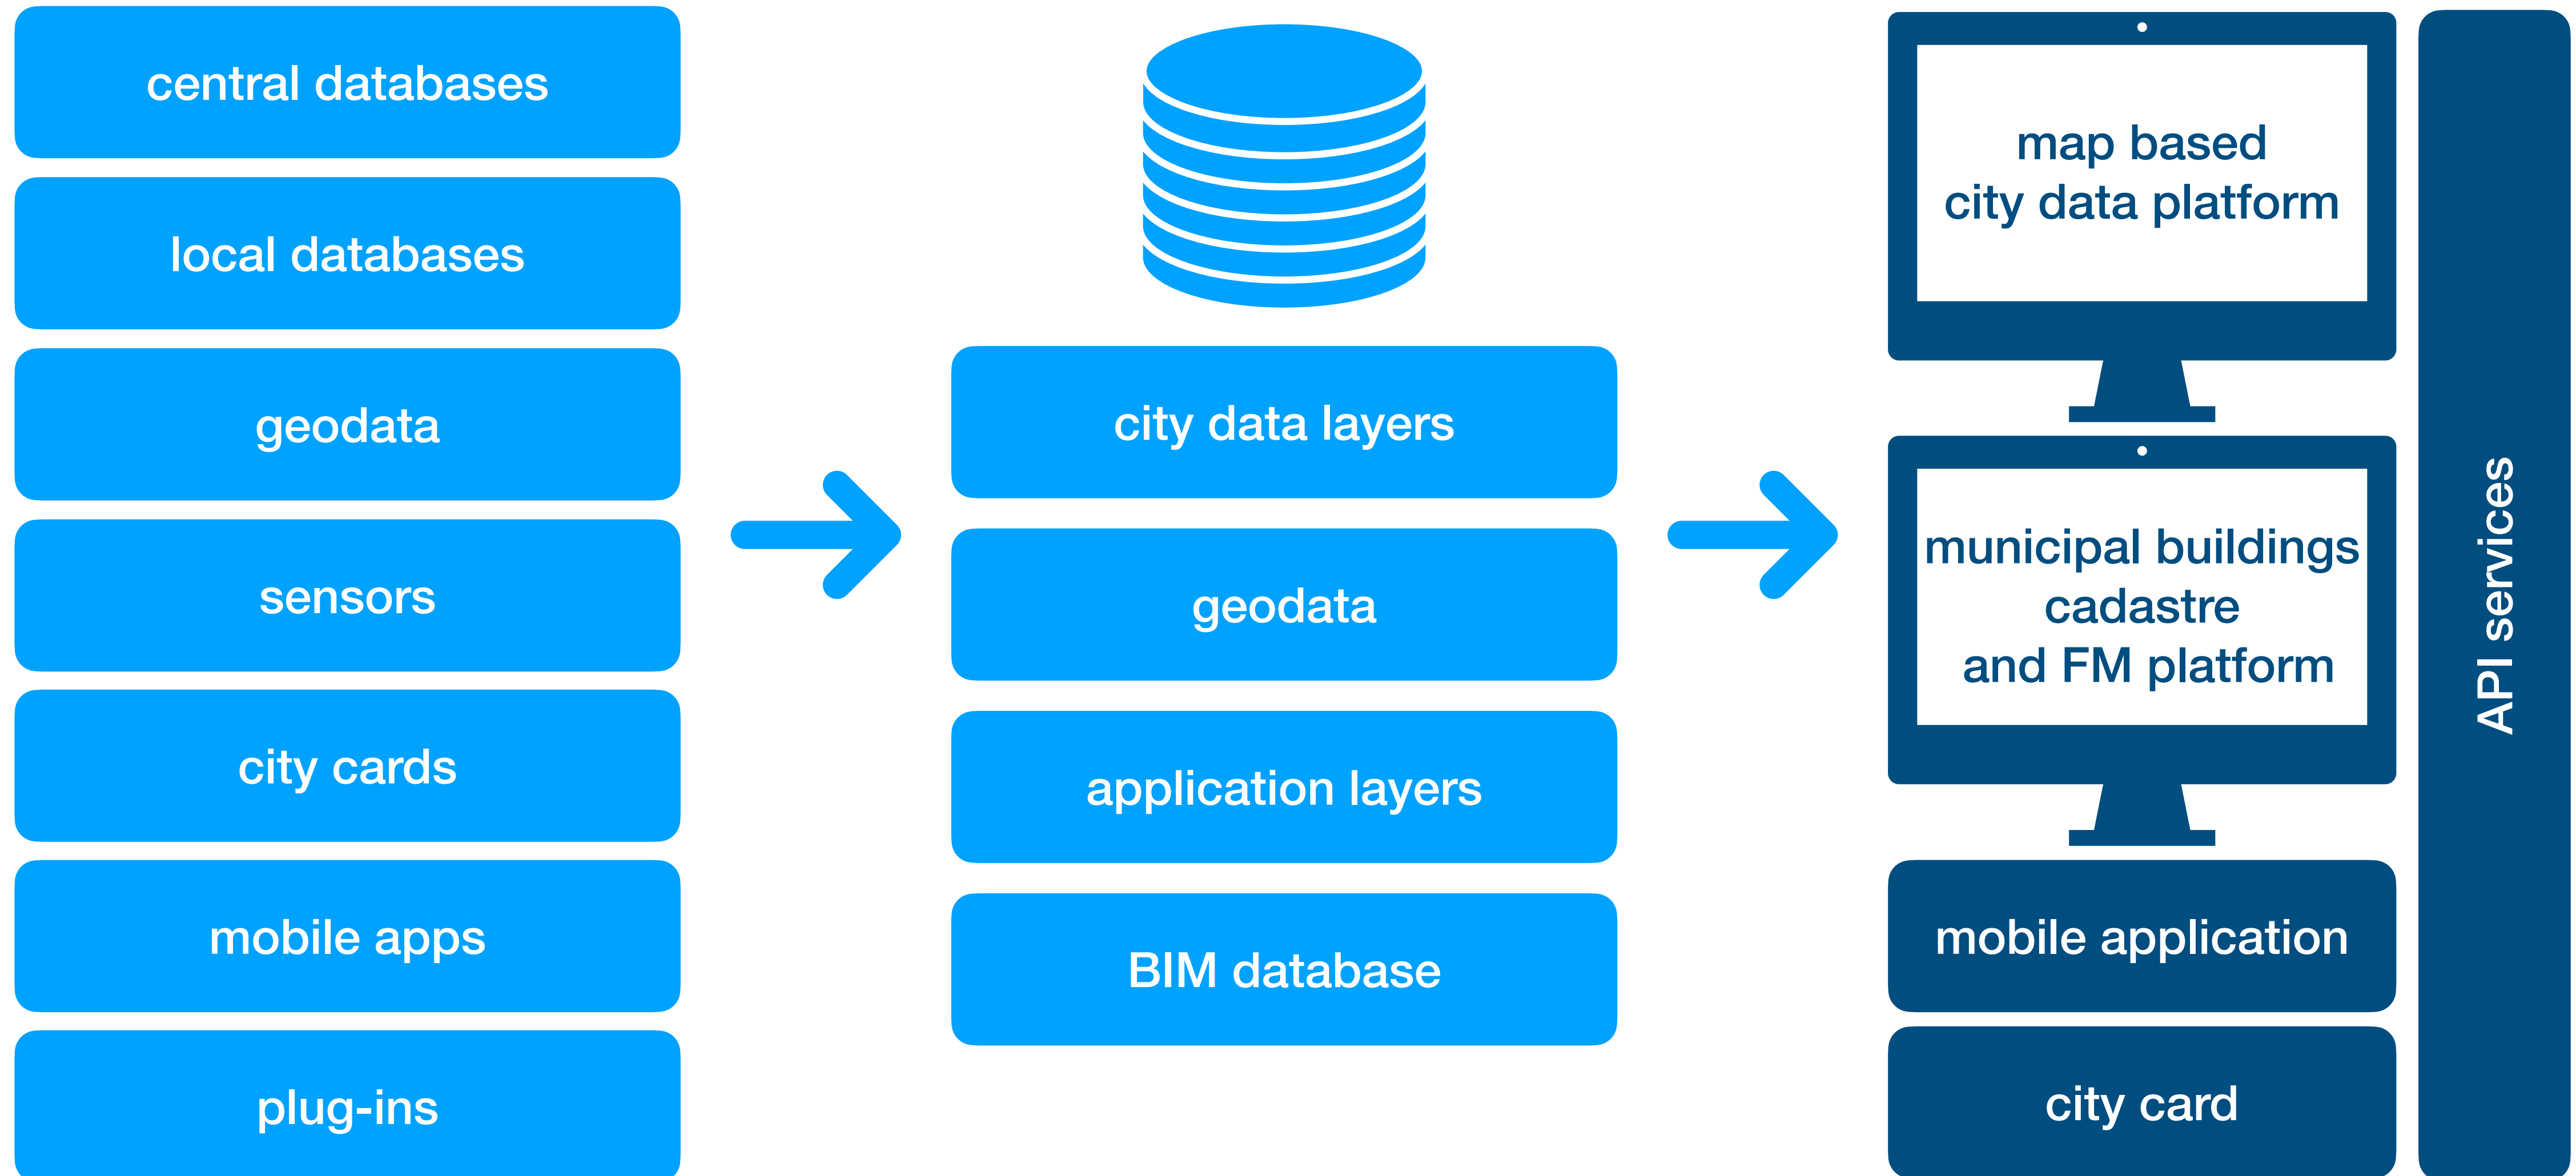 central databases
local databases
geodata
sensors
city cards
mobile apps
plug-ins
city data layers
geodata
application layers
BIM database
map based
city data platform
municipal buildings
cadastre
and FM platform
mobile application
city card
API services